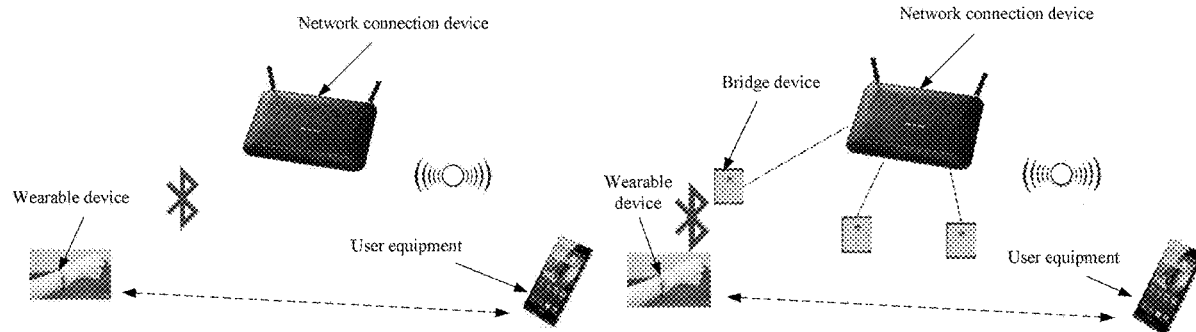 Network connection device
Wearable device
User equipment
Network connection device
Bridge device
Wearable
device
User equipment